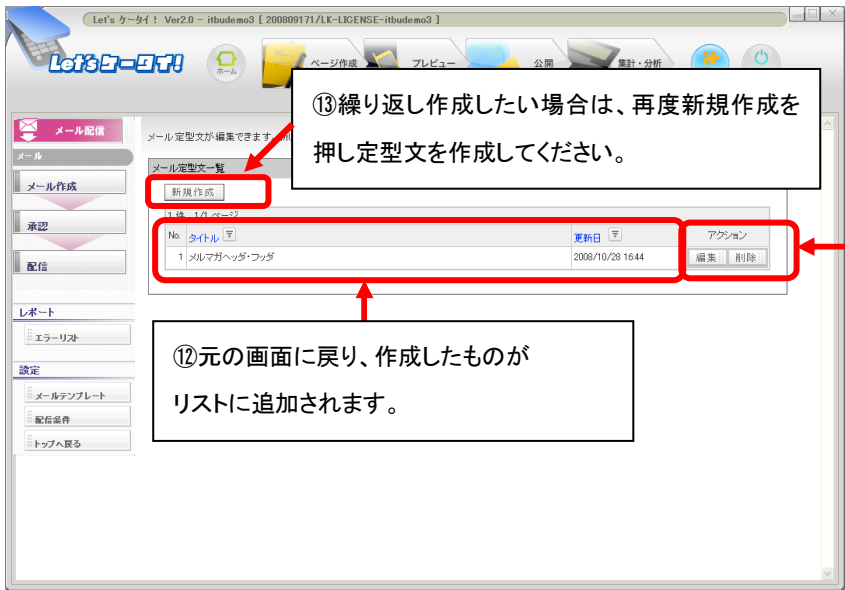 Let's ケータイ! Ver2.0 - itbudemo3 [ 200809171/LK-LICENSE-itbudemo3 ]
Let'sケータイ!
ホーム
ページ作成
プレビュー
公開
集計・分析
⑬繰り返し作成したい場合は、再度新規作成を
押し定型文を作成してください。
メール配信
メール
メール作成
承認
配信
レポート
エラーリスト
設定
メールテンプレート
配信条件
トップへ戻る
メール定型文が編集できます。
メール定型文一覧
新規作成
1 件 1/1 ページ
No. タイトル 更新日 アクション
1 メルマガヘッダ・フッダ 2008/10/28 16:44 編集 削除
⑫元の画面に戻り、作成したものが
リストに追加されます。